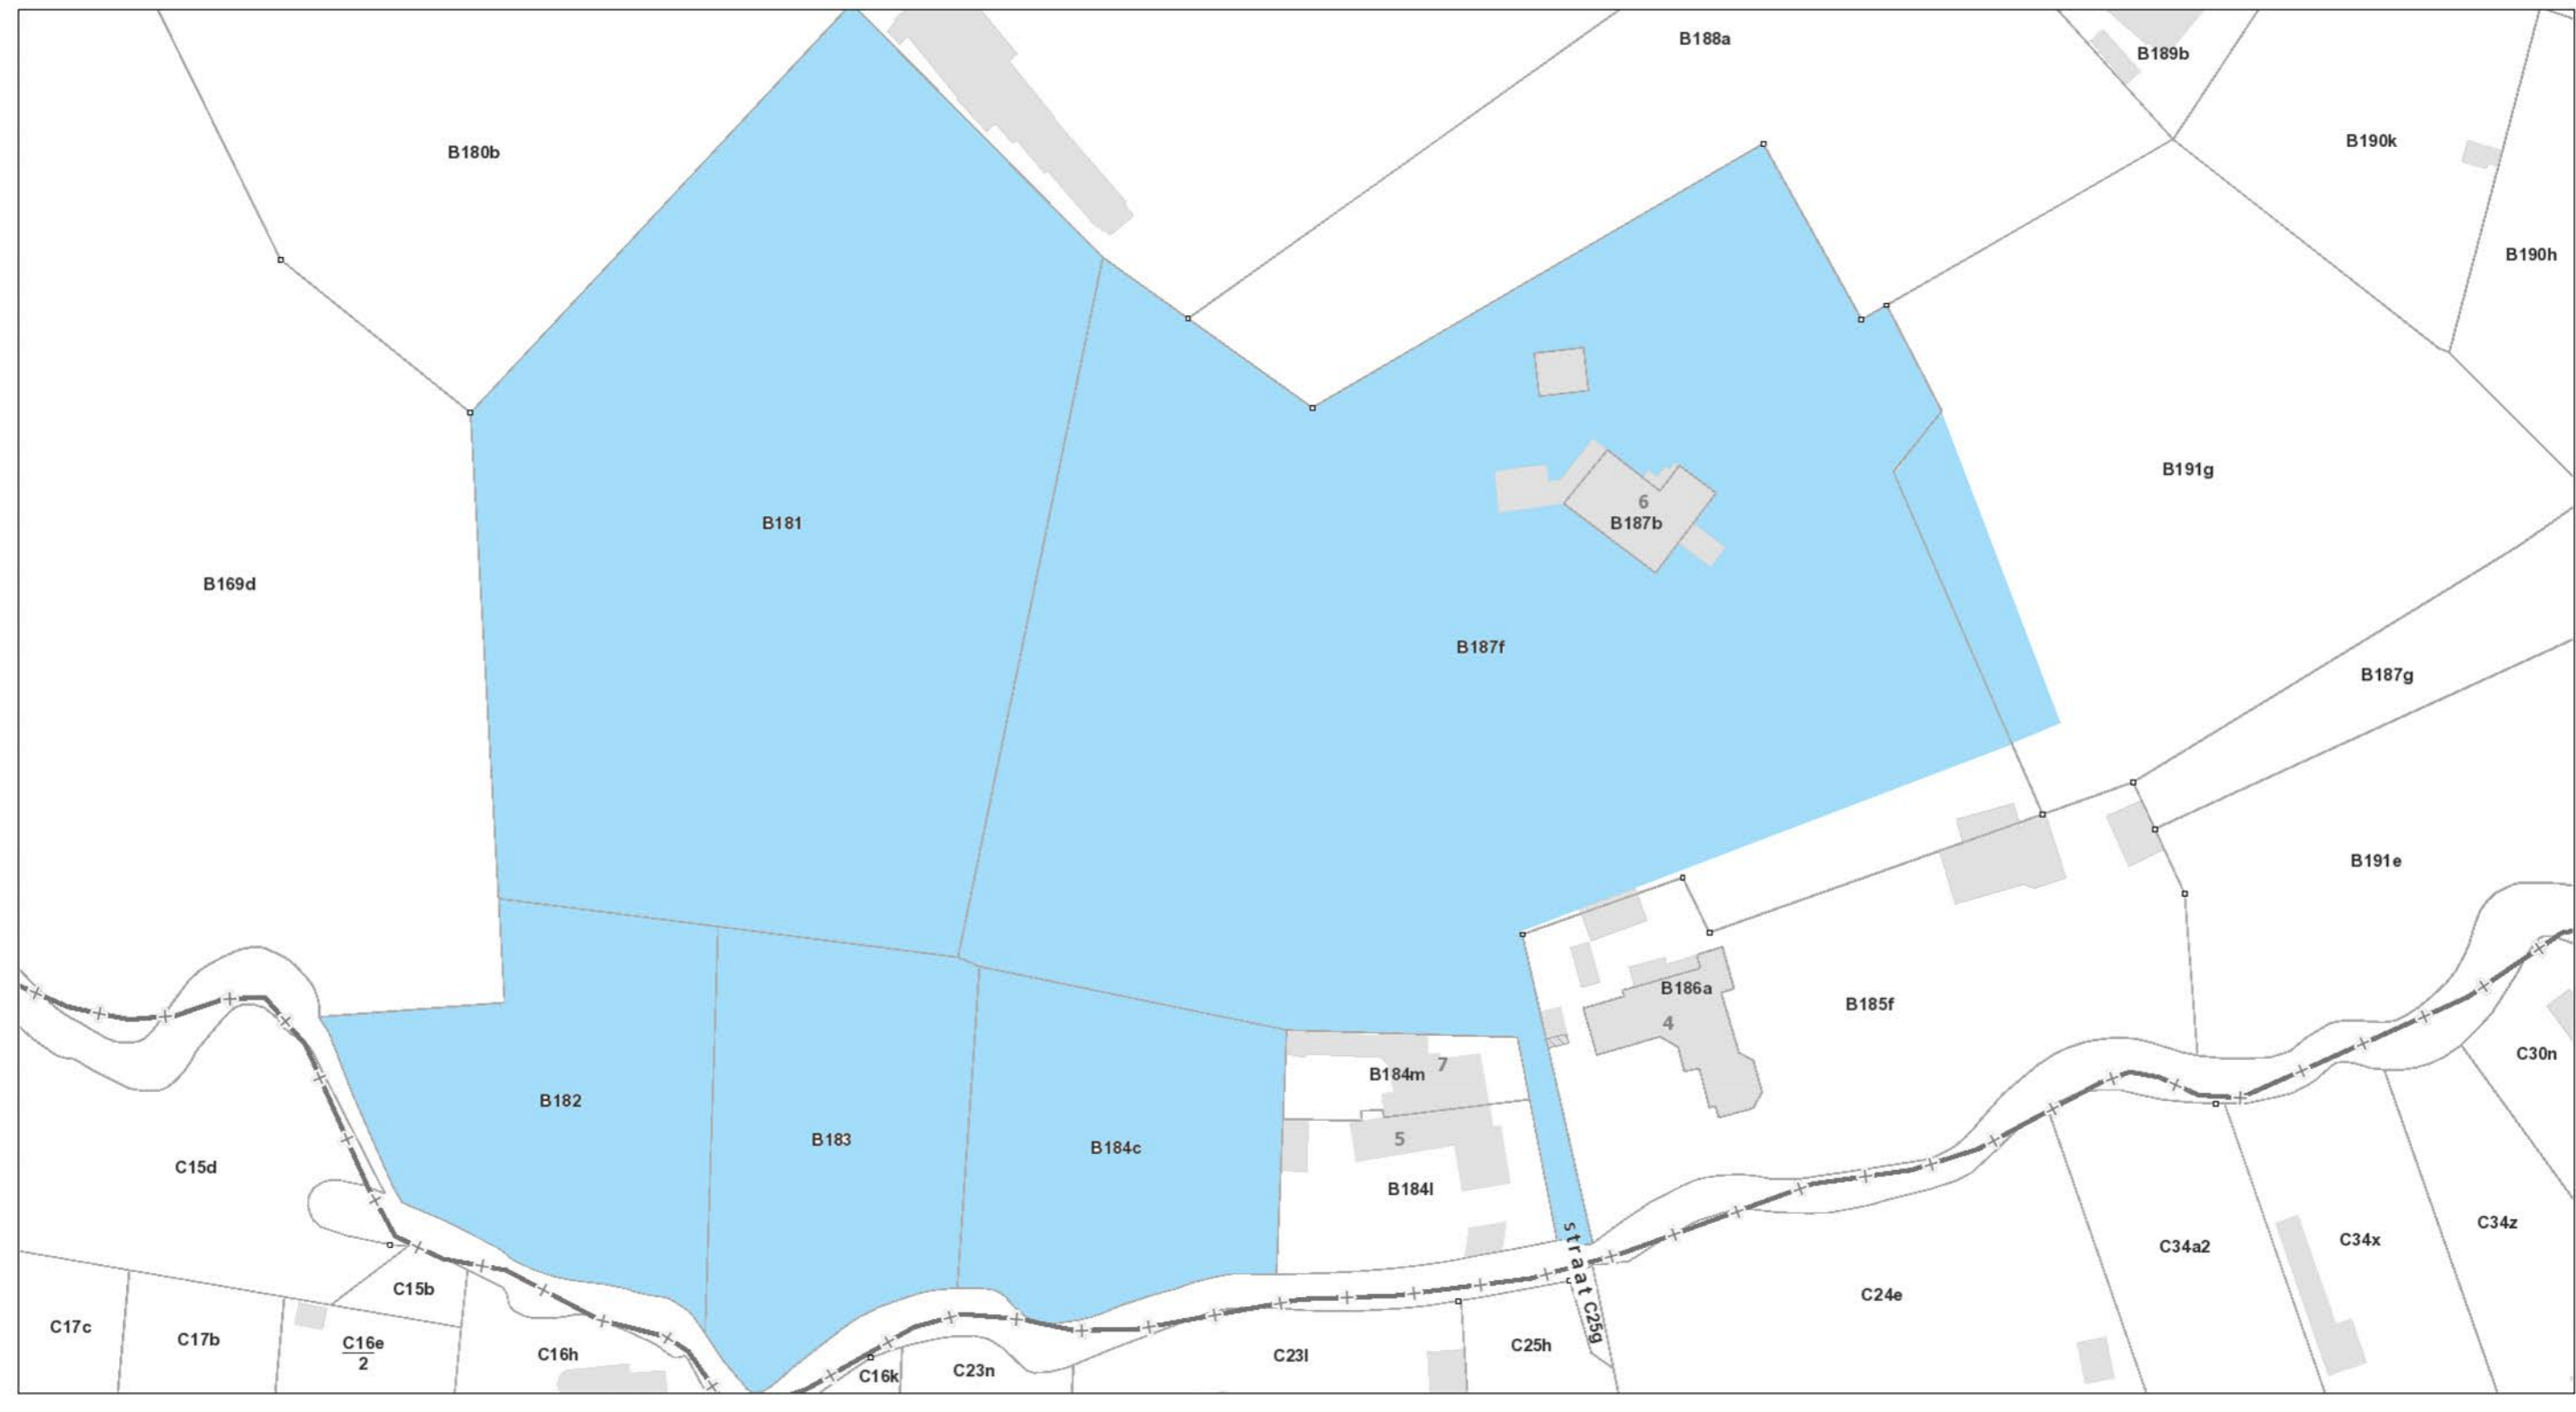 B188a
B189b
B190k
B180b
B190h
B191g
6
B187b
B181
B169d
B187f
B187g
B191e
B186a
4
B185f
C30n
7
B184m
B182
B183
B184c
5
C15d
B184l
straat C25g
C34z
C34x
C34a2
C15b
C24e
C17c
C17b
C16e
2
C16h
C25h
C23l
C23n
C16k